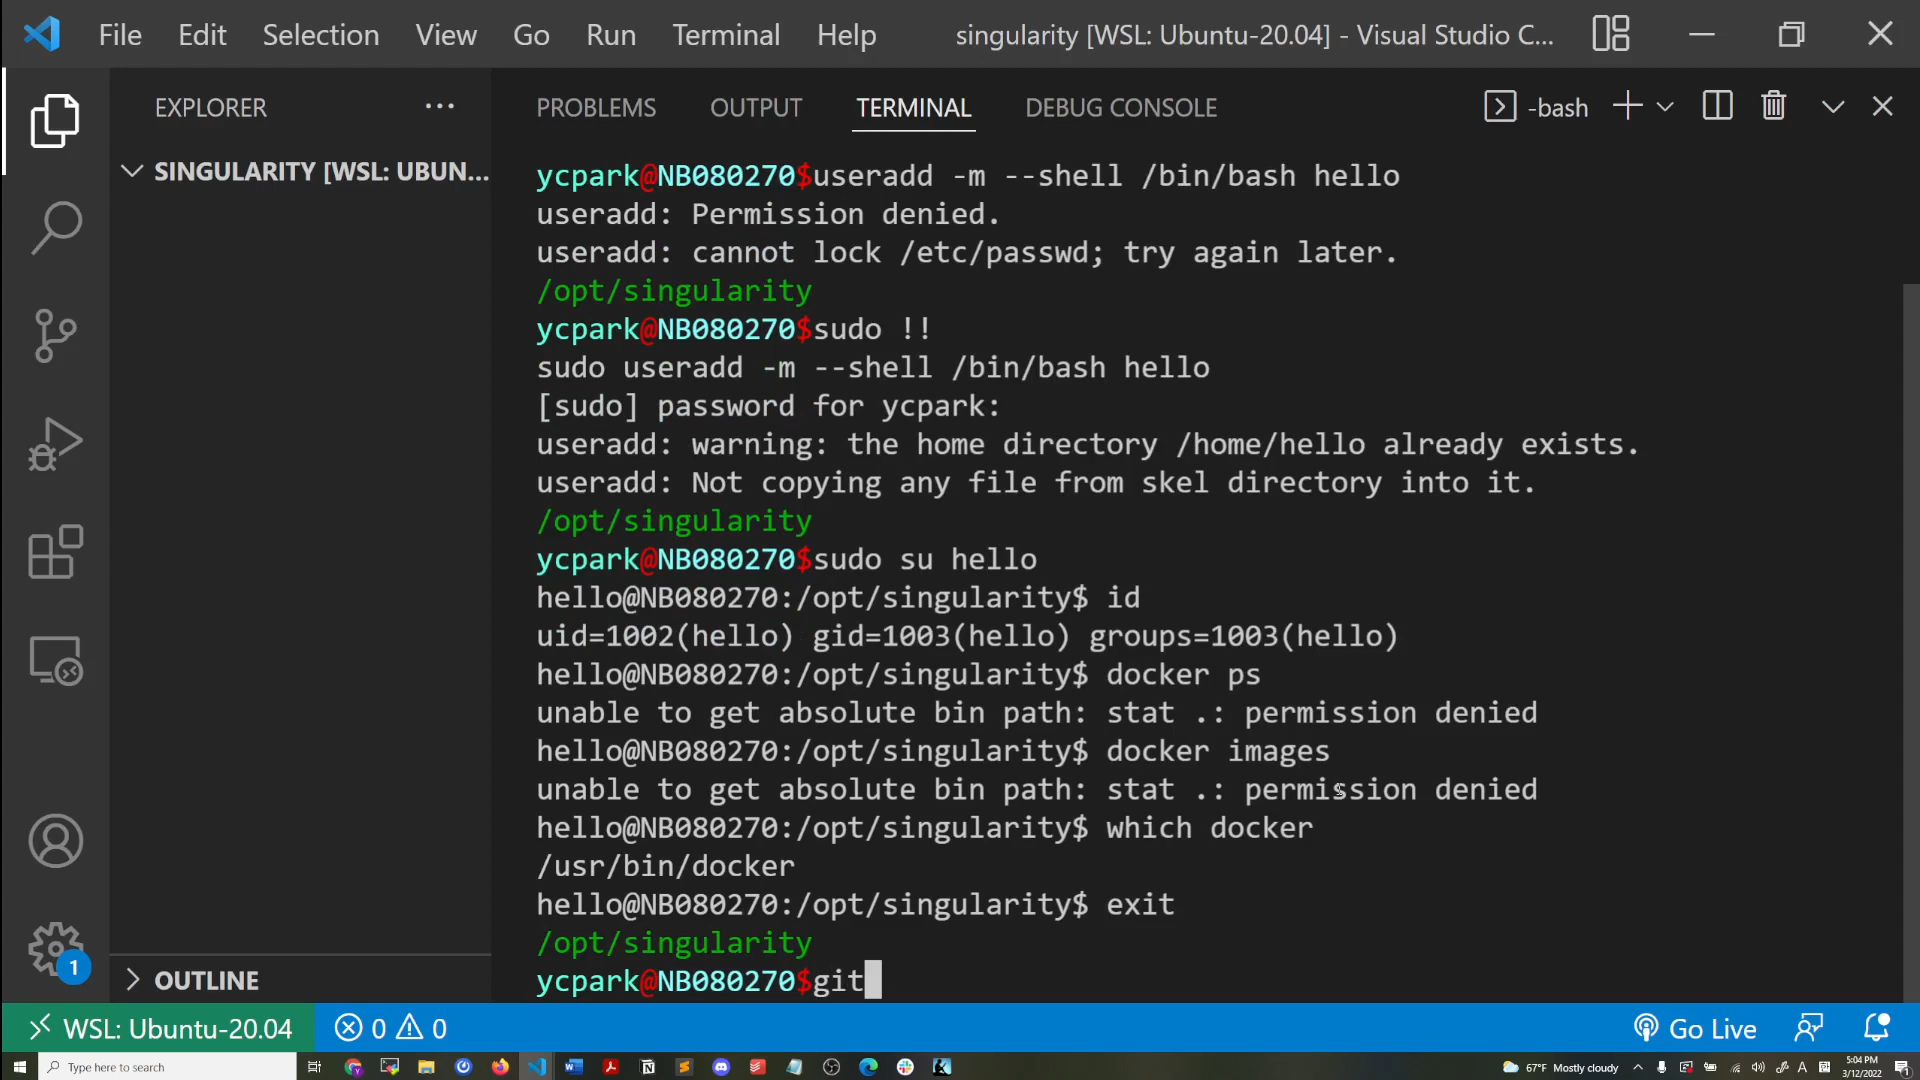 File Edit Selection View Go Run Terminal Help singularity [WSL: Ubuntu-20.04] - Visual Studio C...
EXPLORER ...
PROBLEMS OUTPUT TERMINAL DEBUG CONSOLE -bash
SINGULARITY [WSL: UBUN...
ycpark@NB080270$useradd -m --shell /bin/bash hello
useradd: Permission denied.
useradd: cannot lock /etc/passwd; try again later.
/opt/singularity
ycpark@NB080270$sudo !!
sudo useradd -m --shell /bin/bash hello
[sudo] password for ycpark:
useradd: warning: the home directory /home/hello already exists.
useradd: Not copying any file from skel directory into it.
/opt/singularity
ycpark@NB080270$sudo su hello
hello@NB080270:/opt/singularity$ id
uid=1002(hello) gid=1003(hello) groups=1003(hello)
hello@NB080270:/opt/singularity$ docker ps
unable to get absolute bin path: stat .: permission denied
hello@NB080270:/opt/singularity$ docker images
unable to get absolute bin path: stat .: permission denied
hello@NB080270:/opt/singularity$ which docker
/usr/bin/docker
hello@NB080270:/opt/singularity$ exit
/opt/singularity
ycpark@NB080270$git
1
OUTLINE
WSL: Ubuntu-20.04 0 0 Go Live
Type here to search 67°F Mostly cloudy A 5:04 PM
3/12/2022